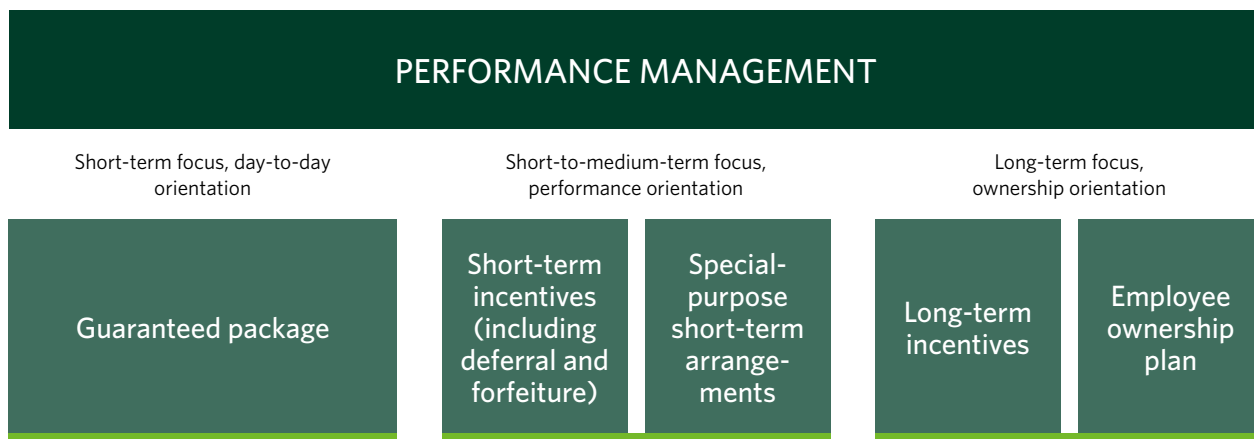 PERFORMANCE MANAGEMENT
Short-term focus, day-to-day
orientation
Short-to-medium-term focus,
performance orientation
Long-term focus,
ownership orientation
Guaranteed package
Short-term
incentives
(including
deferral and
forfeiture)
Special-
purpose
short-term
arrange-
ments
Long-term
incentives
Employee
ownership
plan